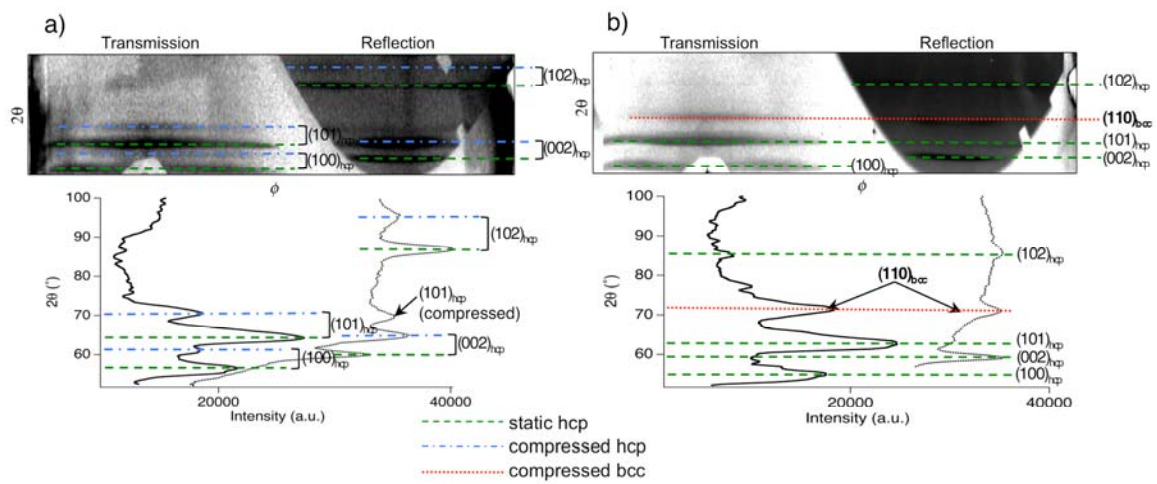 a)
Transmission Reflection
2θ
(102)hcp
(101)hcp
(100)hcp
(002)hcp
ϕ
100
90
80
70
60
2θ (°)
(102)hcp
(101)hcp
(compressed)
(101)hcp
(002)hcp
(100)hcp
20000 40000
Intensity (a.u.)
b)
Transmission Reflection
2θ
(102)hcp
(110)bcc
(101)hcp
(002)hcp
(100)hcp
ϕ
100
90
80
70
60
2θ (°)
(102)hcp
(110)bcc
(101)hcp
(002)hcp
(100)hcp
20000 40000
Intensity (a.u.)
static hcp
compressed hcp
compressed bcc